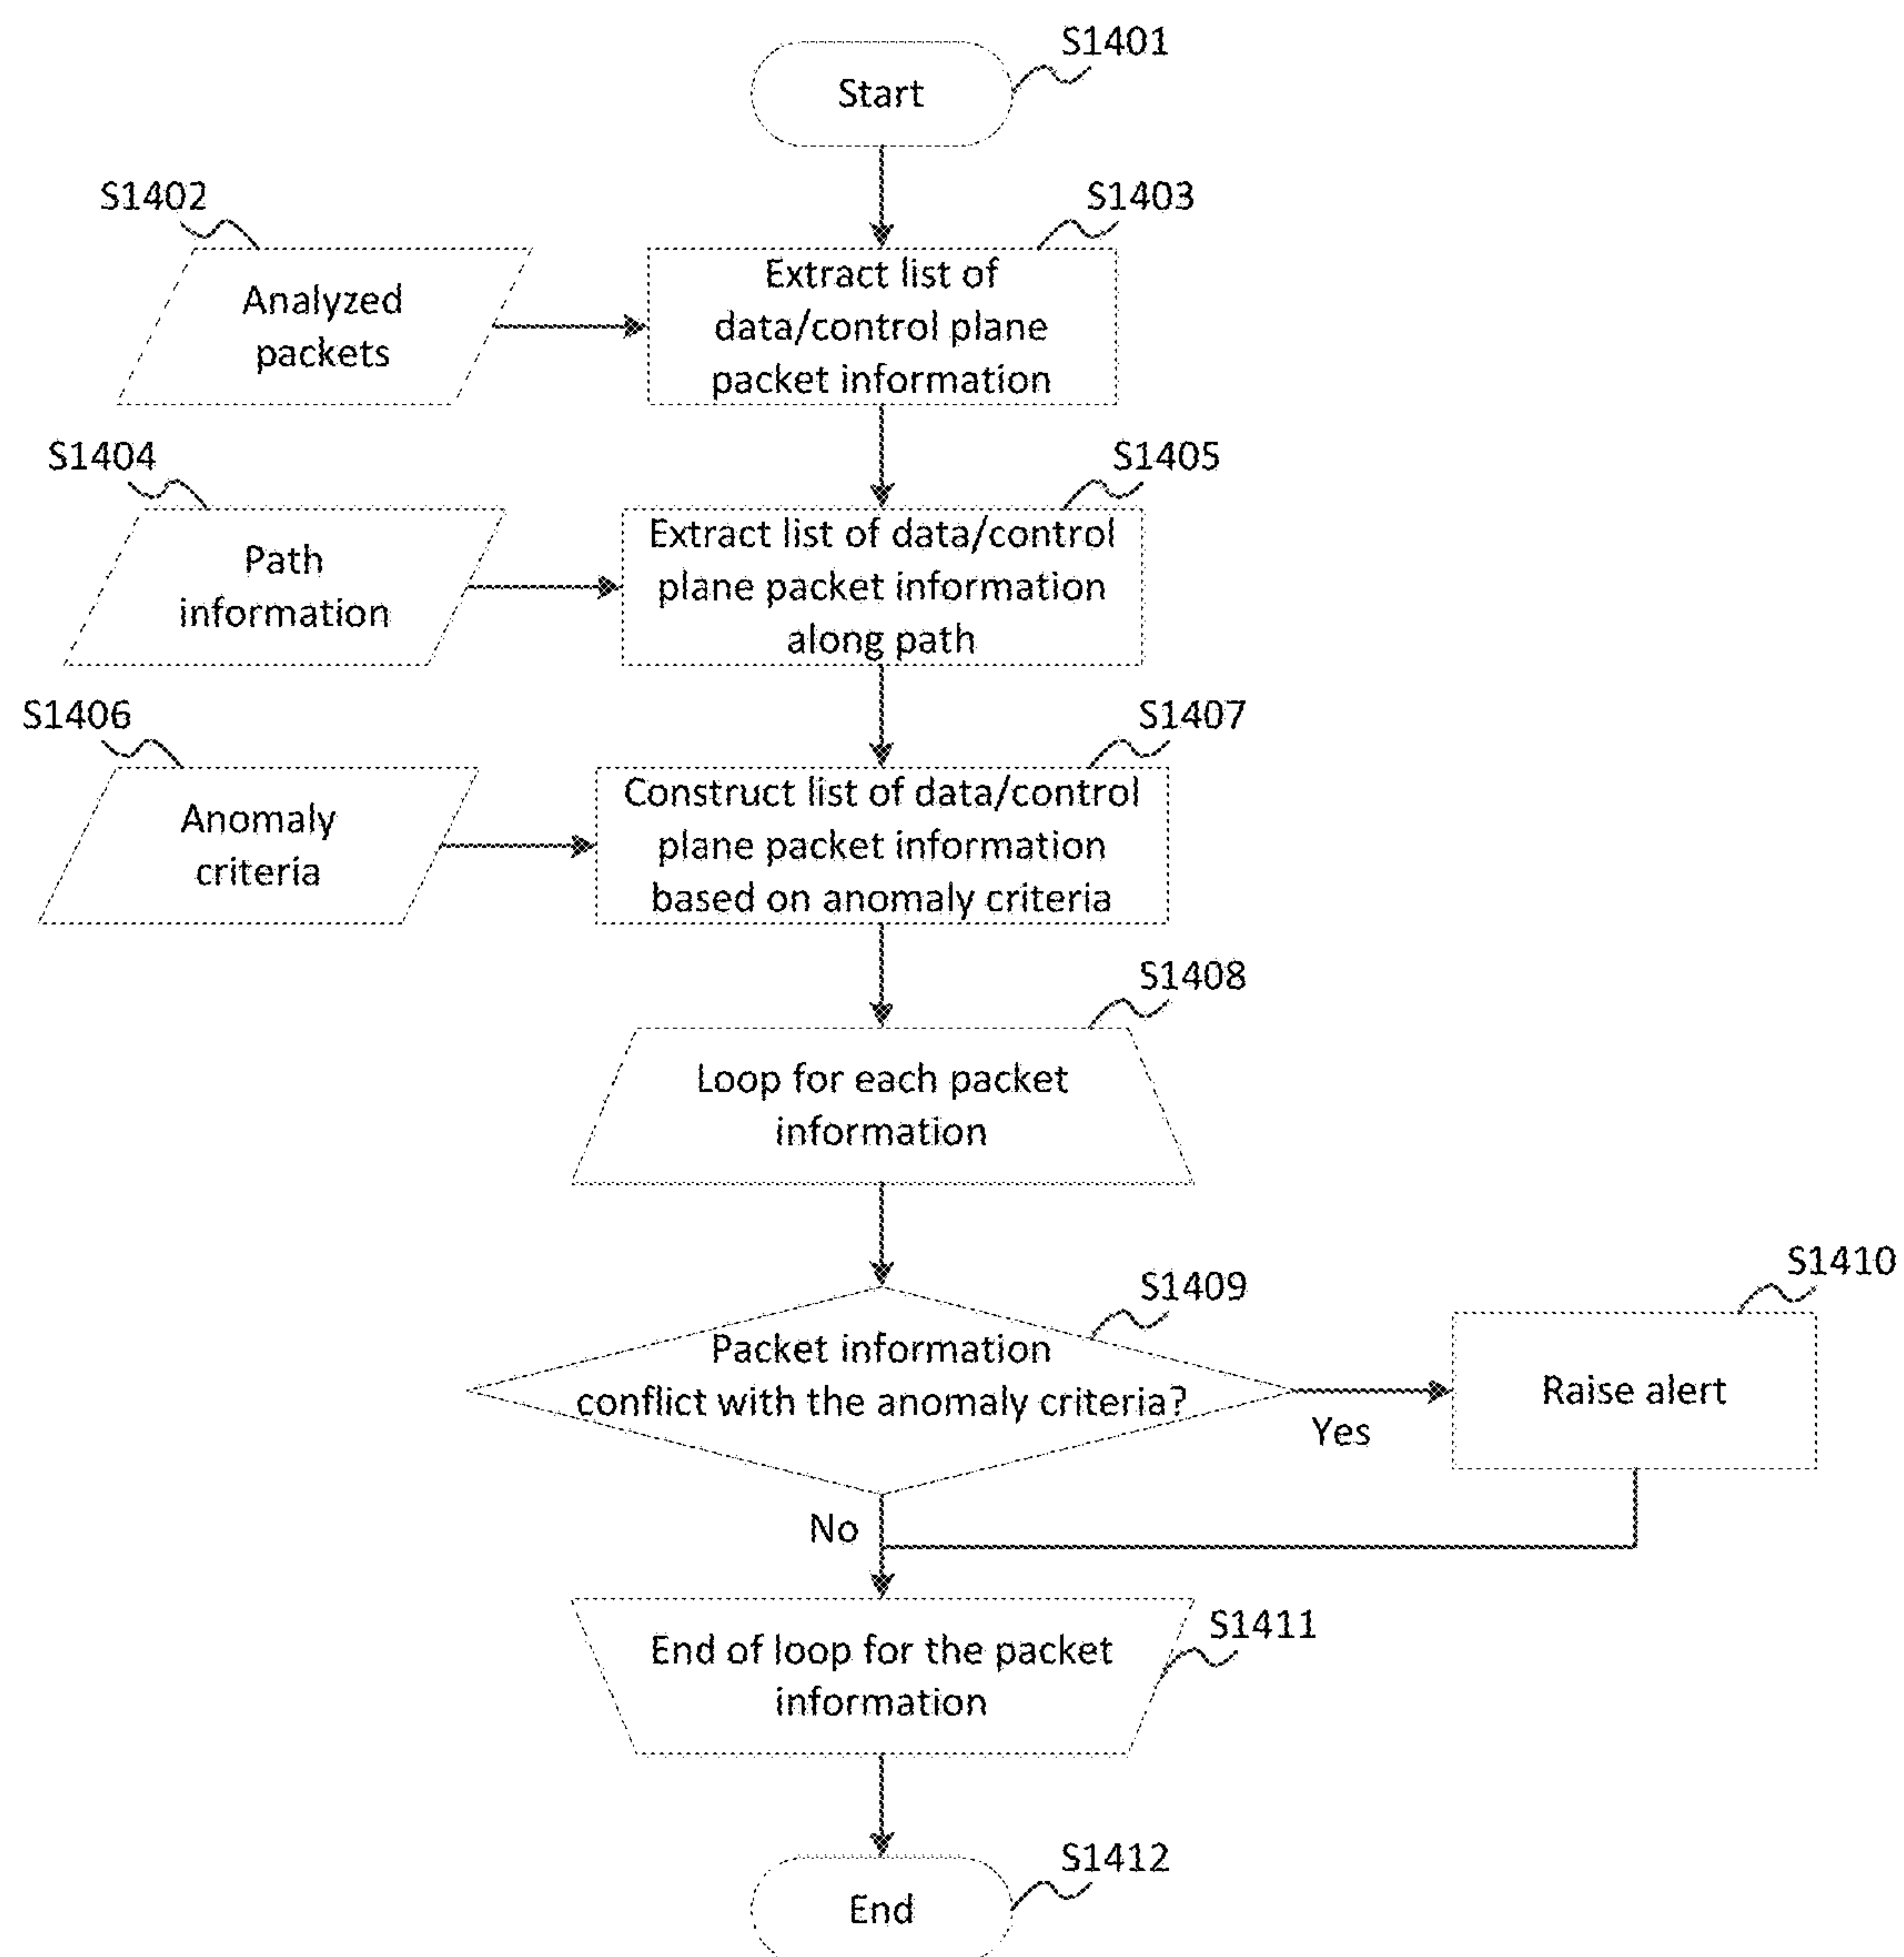 S1401
Start
S1402
S1403
Analyzed
packets
Extract list of
data/control plane
packet information
S1404
S1405
Path
information
Extract list of data/control
plane packet information
along path
S1406
S1407
Anomaly
criteria
Construct list of data/control
plane packet information
based on anomaly criteria
S1408
Loop for each packet
information
S1409
S1410
Packet information
conflict with the anomaly criteria?
Raise alert
Yes
No
S1411
End of loop for the packet
information
S1412
End